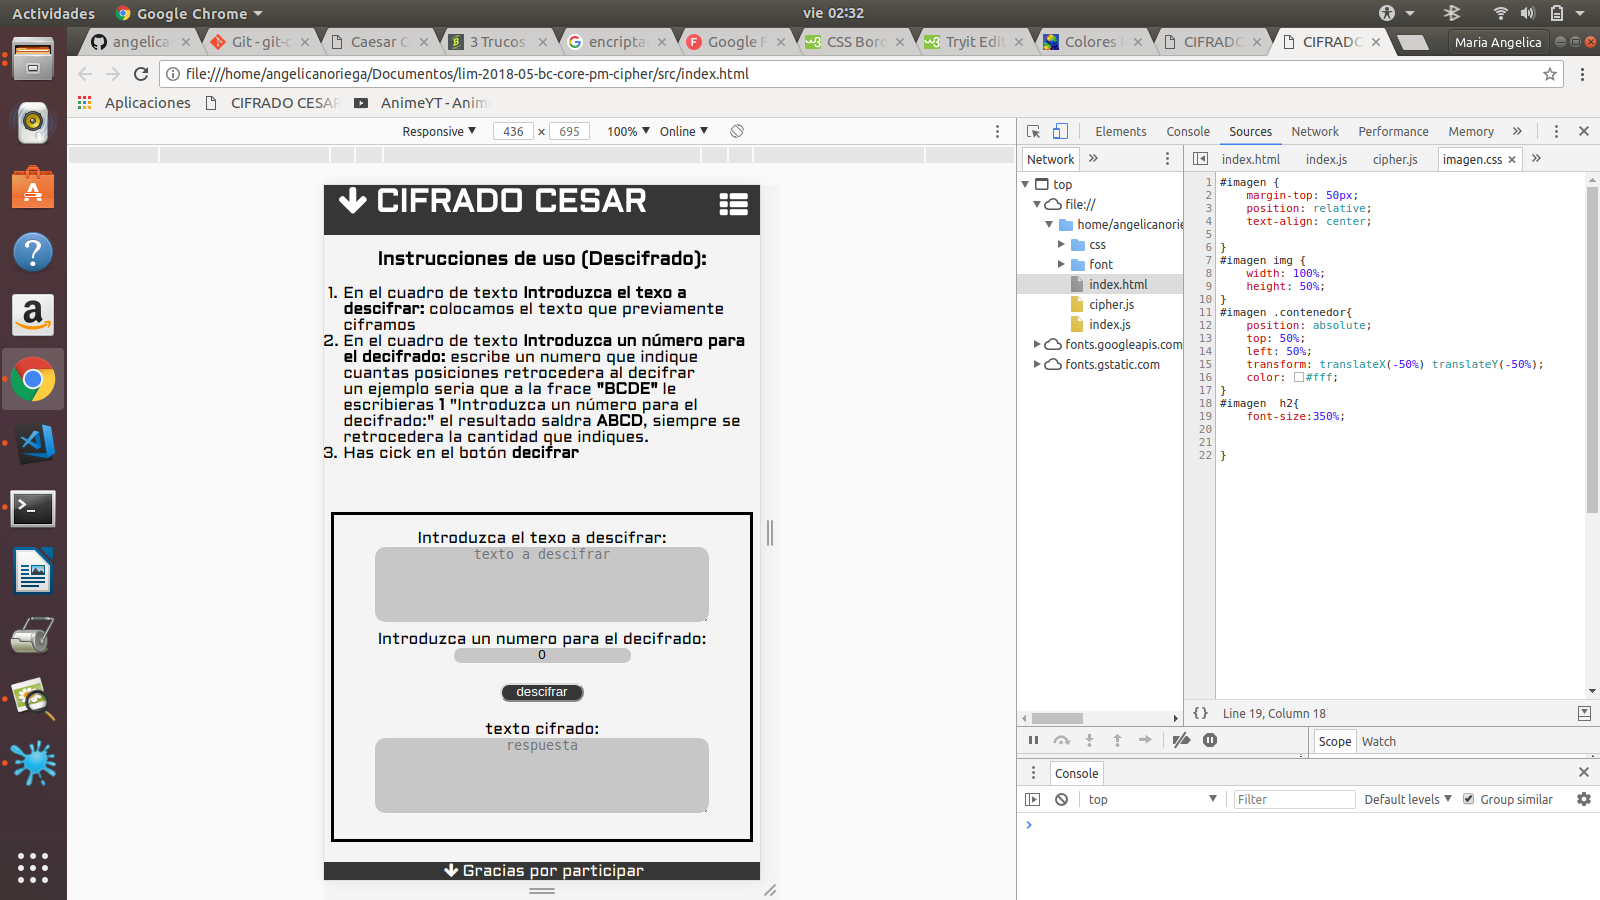 Actividades
Google Chrome
vie 02:32
angelica
Git - git-c
Caesar C
3 Trucos
encripta
Google F
CSS Bor
Tryit Edit
Colores
CIFRADO
CIFRADO
Maria Angelica
file:///home/angelicanoriega/Documentos/lim-2018-05-bc-core-pm-cipher/src/index.html
Aplicaciones
CIFRADO CESAR
AnimeYT - Anim
Responsive
436 × 695
100%
Online
Elements
Console
Sources
Network
Performance
Memory
»
Network
»
index.html
index.js
cipher.js
imagen.css
»
top
file://
home/angelicanorie
css
font
index.html
cipher.js
index.js
fonts.googleapis.com
fonts.gstatic.com
1 #imagen {
2 margin-top: 50px;
3 position: relative;
4 text-align: center;
5
6 }
7 #imagen img {
8 width: 100%;
9 height: 50%;
10 }
11 #imagen .contenedor{
12 position: absolute;
13 top: 50%;
14 left: 50%;
15 transform: translateX(-50%) translateY(-50%);
16 color: #fff;
17 }
18 #imagen h2{
19 font-size:350%;
20
21
22 }
{} Line 19, Column 18
Scope
Watch
Console
top
Filter
Default levels
Group similar
CIFRADO CESAR
Instrucciones de uso (Descifrado):
1. En el cuadro de texto Introduzca el texo a
descifrar: colocamos el texto que previamente
ciframos
2. En el cuadro de texto Introduzca un número para
el decifrado: escribe un numero que indique
cuantas posiciones retrocedera al decifrar
un ejemplo seria que a la frace "BCDE" le
escribieras 1 "Introduzca un número para el
decifrado:" el resultado saldra ABCD, siempre se
retrocedera la cantidad que indiques.
3. Has cick en el botón decifrar
Introduzca el texo a descifrar:
texto a descifrar
Introduzca un numero para el decifrado:
0
descifrar
texto cifrado:
respuesta
Gracias por participar